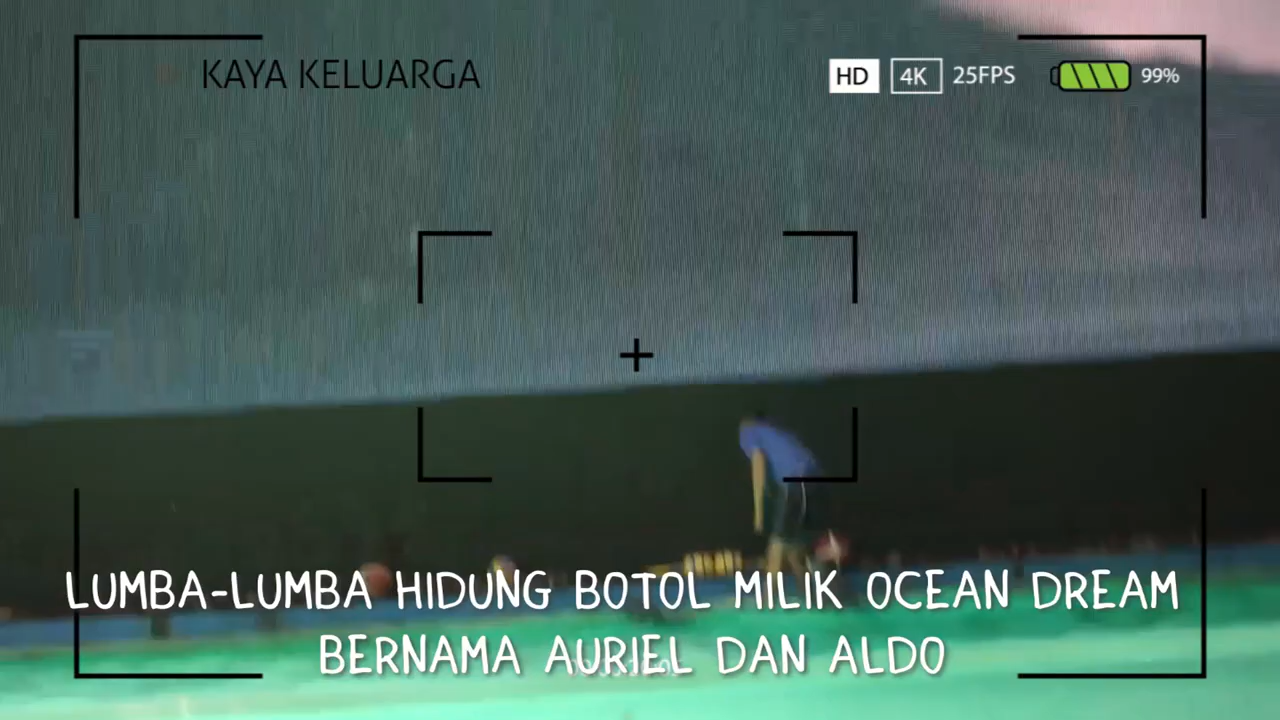 KAYA KELUARGA
HD 4K 25FPS 99%
LUMBA-LUMBA HIDUNG BOTOL MILIK OCEAN DREAM
BERNAMA AURIEL DAN ALDO